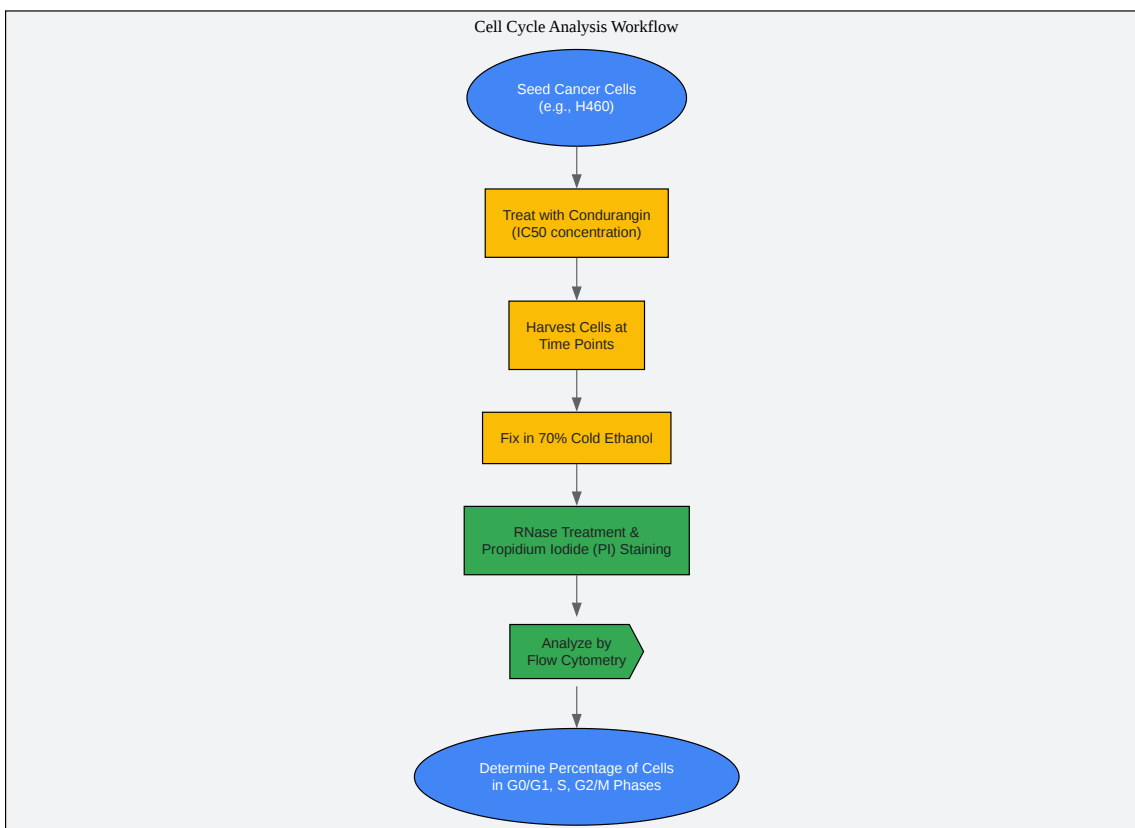 Cell Cycle Analysis Workflow
Seed Cancer Cells
(e.g., H460)
Treat with Condurangin
(IC50 concentration)
Harvest Cells at
Time Points
Fix in 70% Cold Ethanol
RNase Treatment &
Propidium Iodide (PI) Staining
Analyze by
Flow Cytometry
Determine Percentage of Cells
in G0/G1, S, G2/M Phases